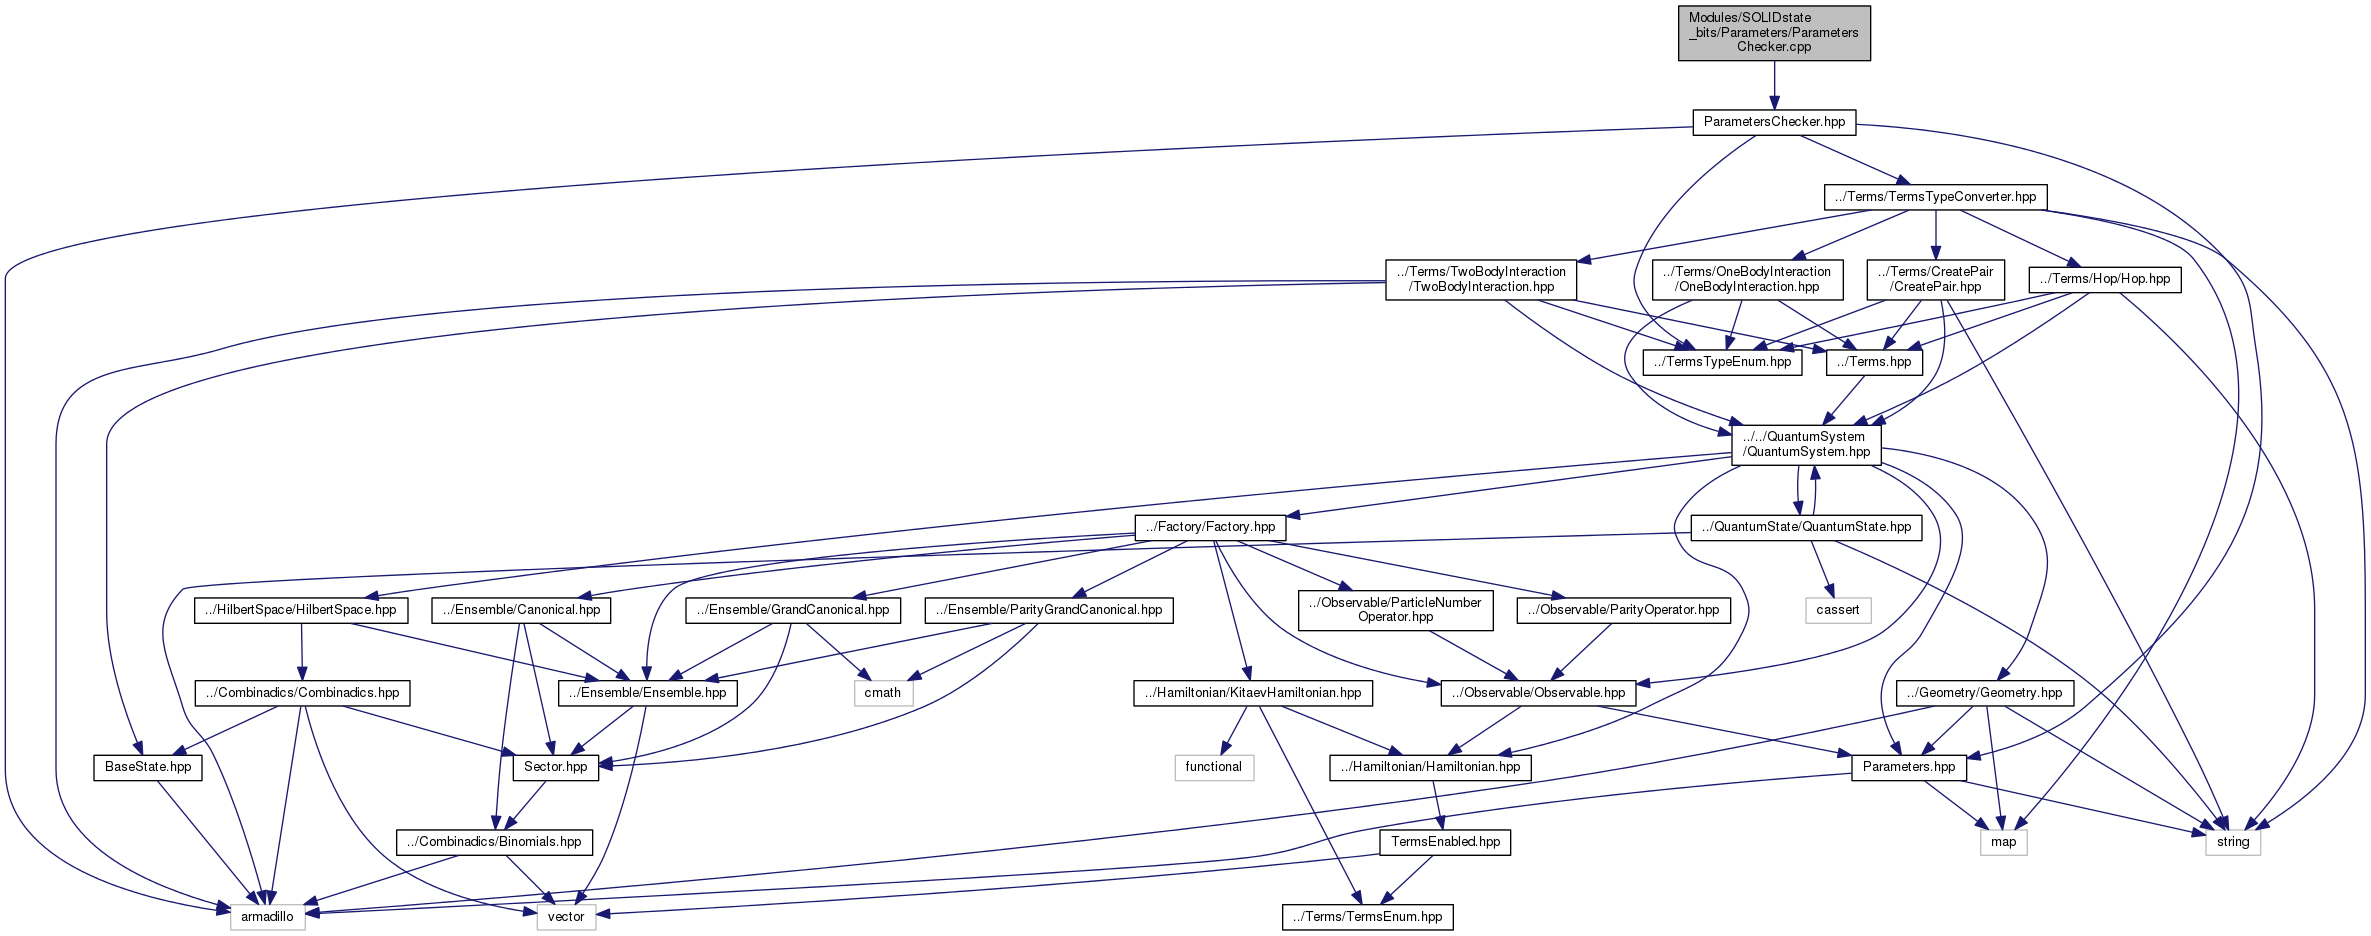 Modules/SOLIDstate
_bits/Parameters/Parameters
Checker.cpp
ParametersChecker.hpp
../Terms/TermsTypeConverter.hpp
../Terms/TwoBodyInteraction
/TwoBodyInteraction.hpp
../Terms/OneBodyInteraction
/OneBodyInteraction.hpp
../Terms/CreatePair
/CreatePair.hpp
../Terms/Hop/Hop.hpp
../TermsTypeEnum.hpp
../Terms.hpp
../../QuantumSystem
/QuantumSystem.hpp
../Factory/Factory.hpp
../QuantumState/QuantumState.hpp
../HilbertSpace/HilbertSpace.hpp
../Ensemble/Canonical.hpp
../Ensemble/GrandCanonical.hpp
../Ensemble/ParityGrandCanonical.hpp
../Observable/ParticleNumber
Operator.hpp
../Observable/ParityOperator.hpp
cassert
../Combinadics/Combinadics.hpp
../Ensemble/Ensemble.hpp
cmath
../Hamiltonian/KitaevHamiltonian.hpp
../Observable/Observable.hpp
../Geometry/Geometry.hpp
BaseState.hpp
Sector.hpp
functional
../Hamiltonian/Hamiltonian.hpp
Parameters.hpp
../Combinadics/Binomials.hpp
TermsEnabled.hpp
map
string
armadillo
vector
../Terms/TermsEnum.hpp